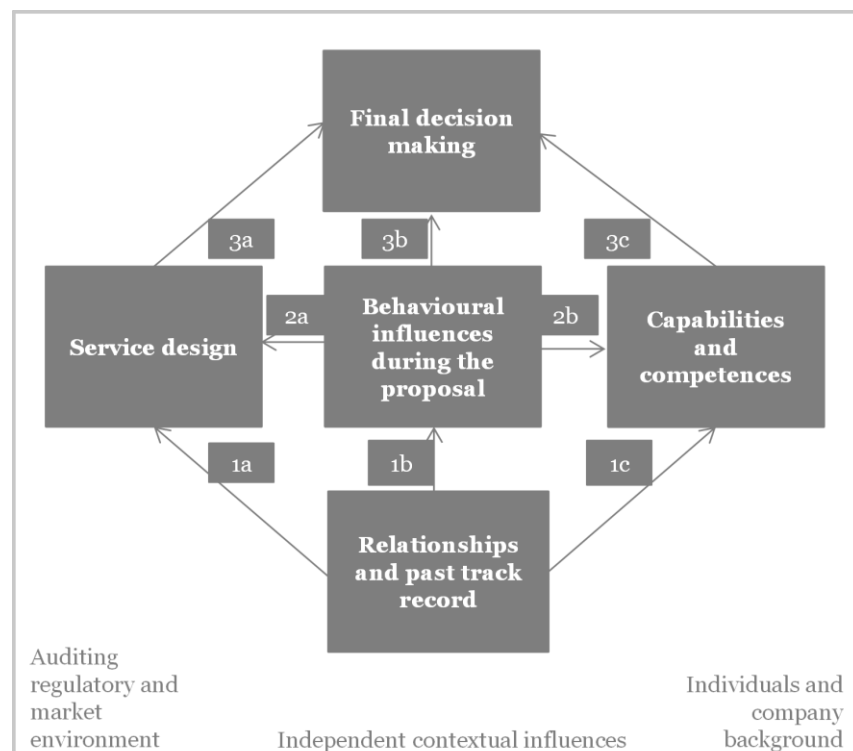 Final decision
making
3a
3b
3c
Service design
2a
Behavioural
influences
during the
proposal
2b
Capabilities
and
competences
1a
1b
1c
Relationships
and past track
record
Auditing
regulatory and
market
environment
Independent contextual influences
Individuals and
company
background